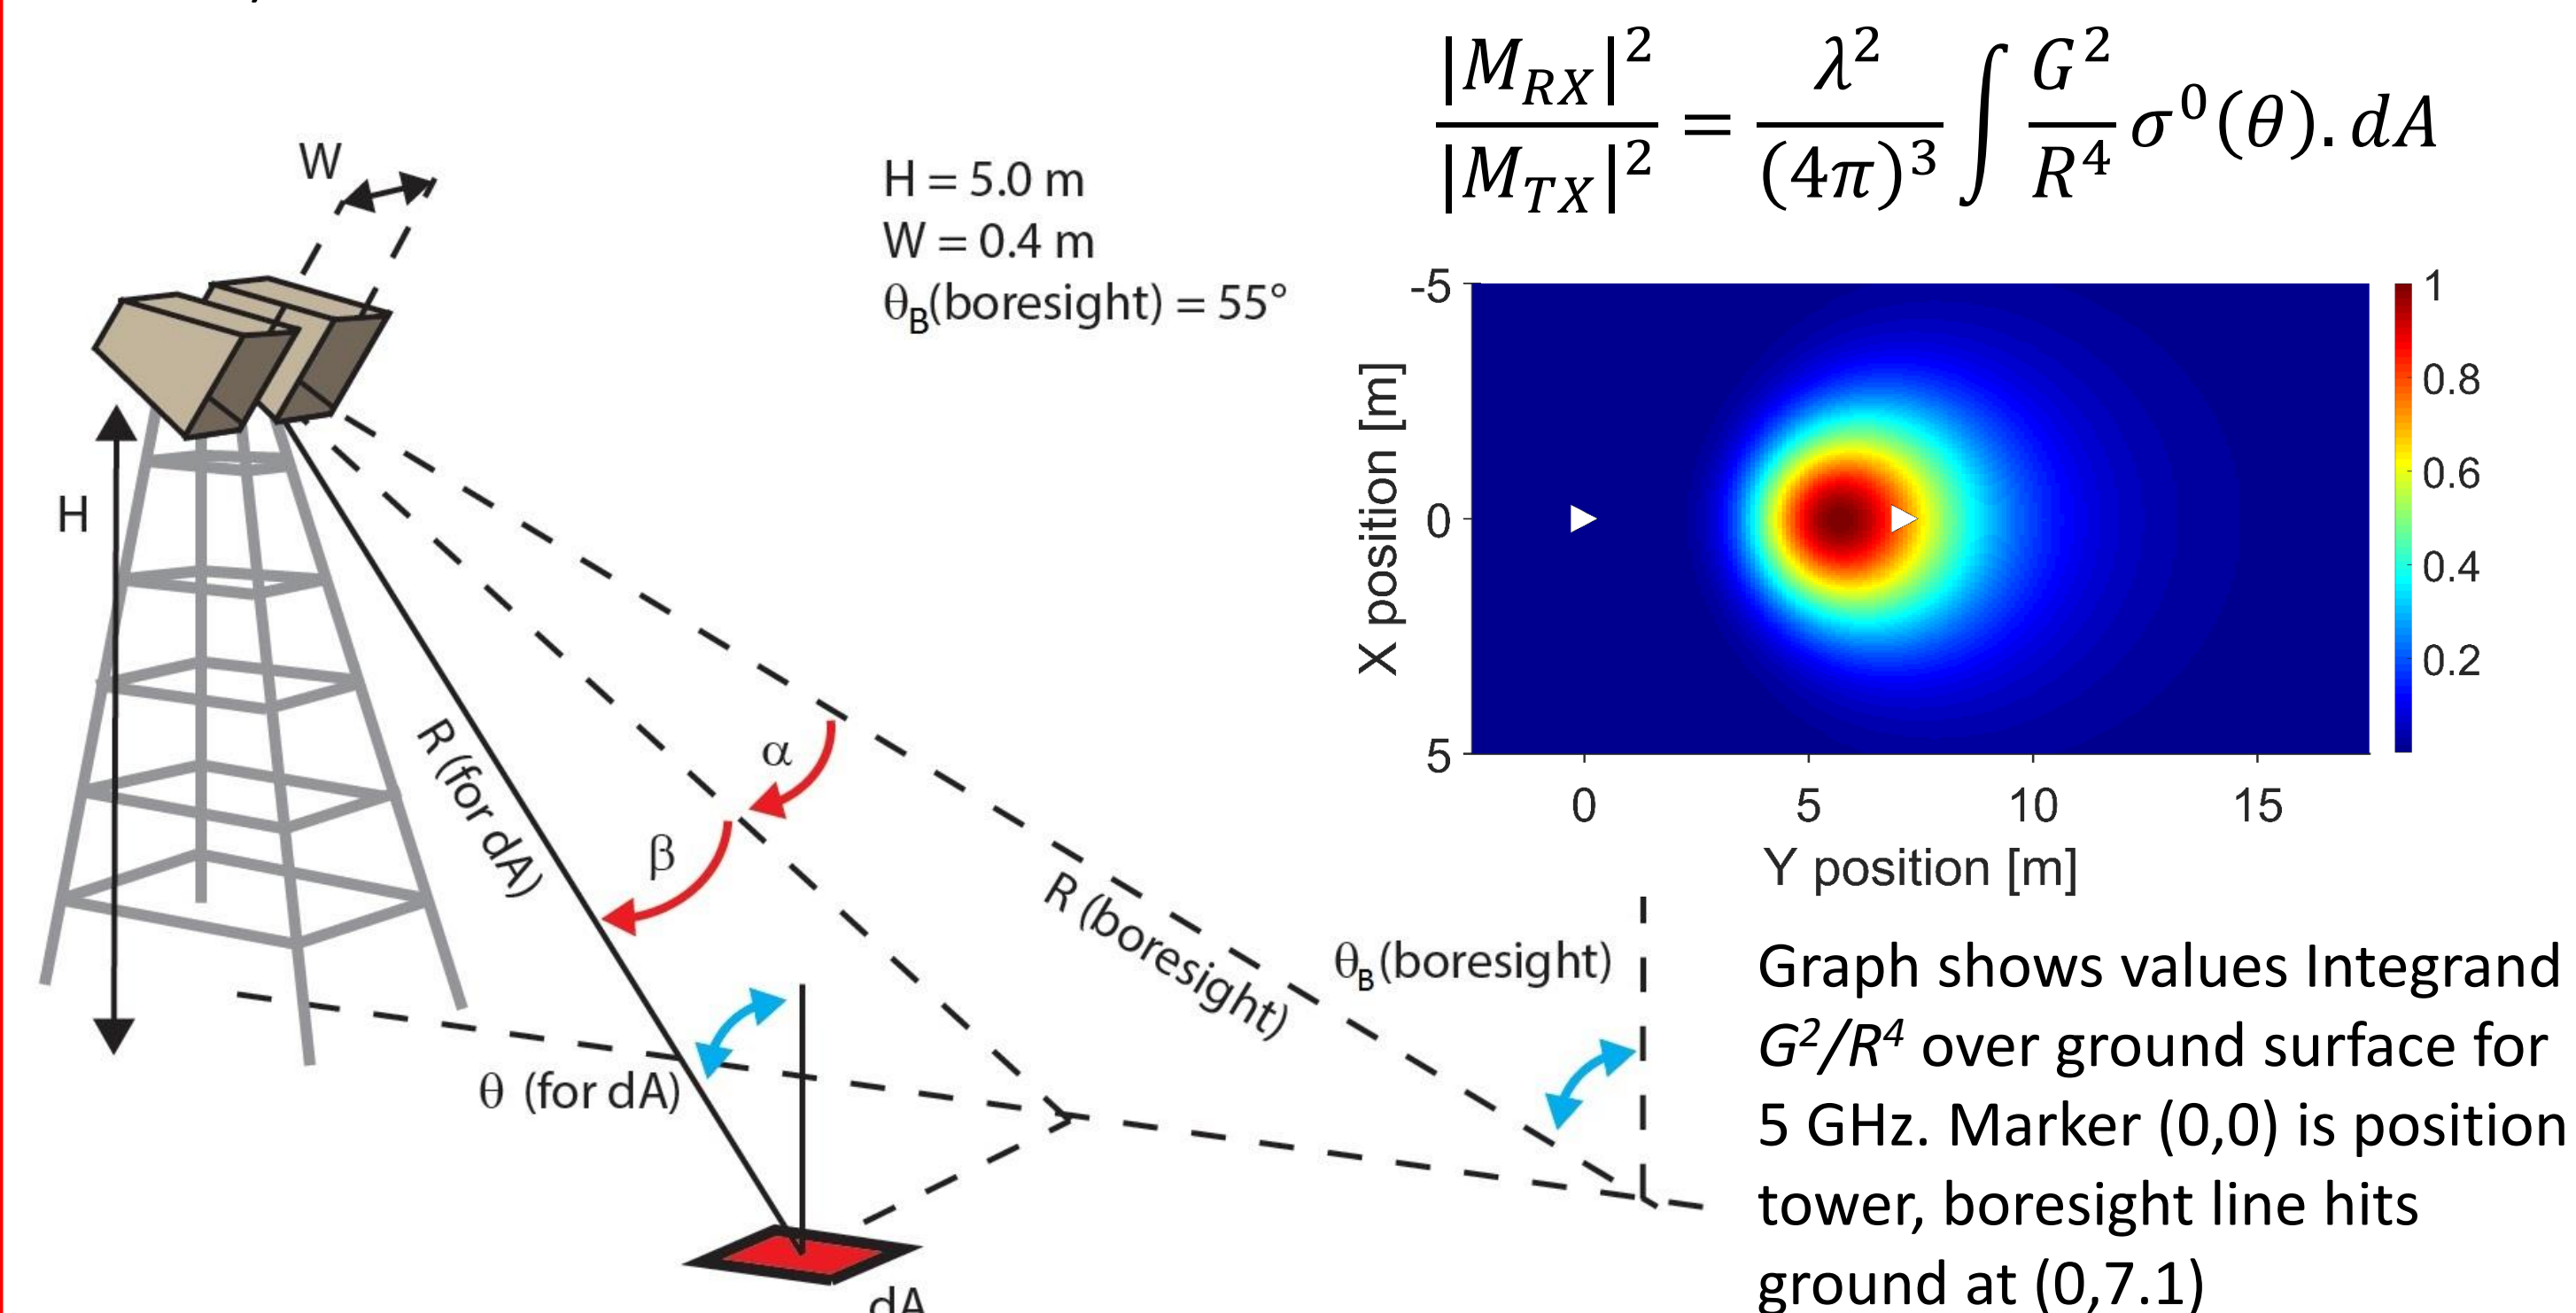 W
H = 5.0 m
W = 0.4 m
θB(boresight) = 55°
H
R (for dA)
α
β
R (boresight)
θ (for dA)
θB(boresight)
dA
|M_RX|² / |M_TX|² = λ² / (4π)³ ∫ G² / R⁴ σ⁰(θ). dA
-5
0
5
X position [m]
0 5 10 15
Y position [m]
1
0.8
0.6
0.4
0.2
Graph shows values Integrand
G²/R⁴ over ground surface for
5 GHz. Marker (0,0) is position
tower, boresight line hits
ground at (0,7.1)